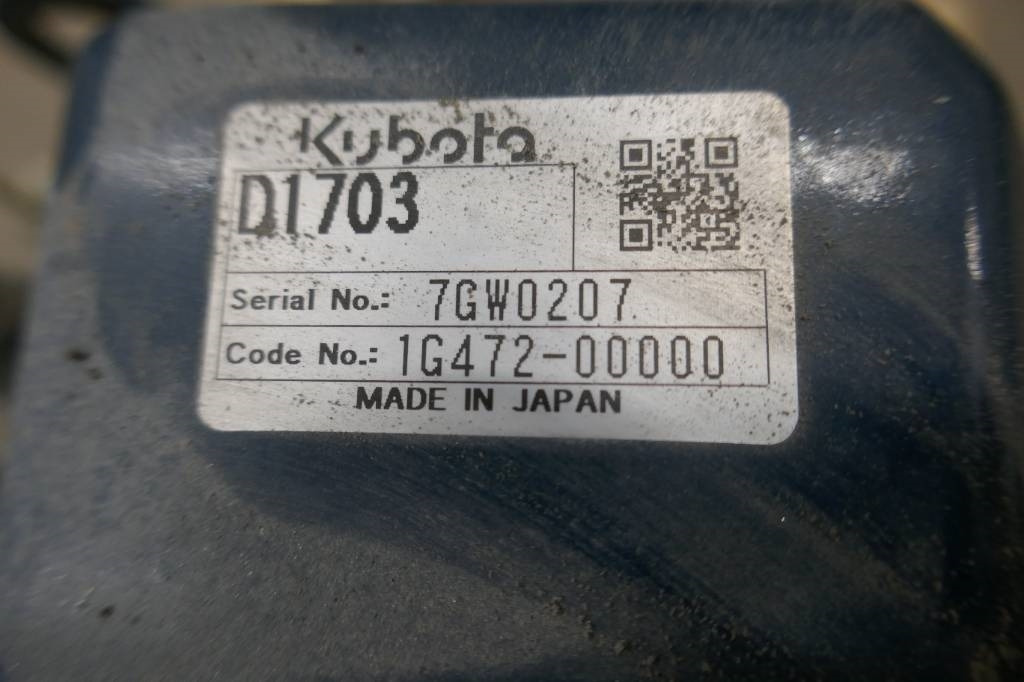 Kubota
D1703
Serial No.: 7GW0207
Code No.: 1G472-00000
MADE IN JAPAN